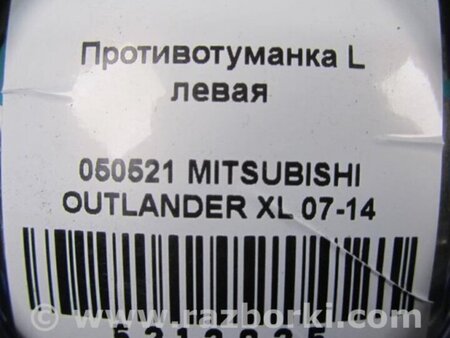 Противотуманка L
левая
050521 MITSUBISHI
OUTLANDER XL 07-14
www.razborki.com